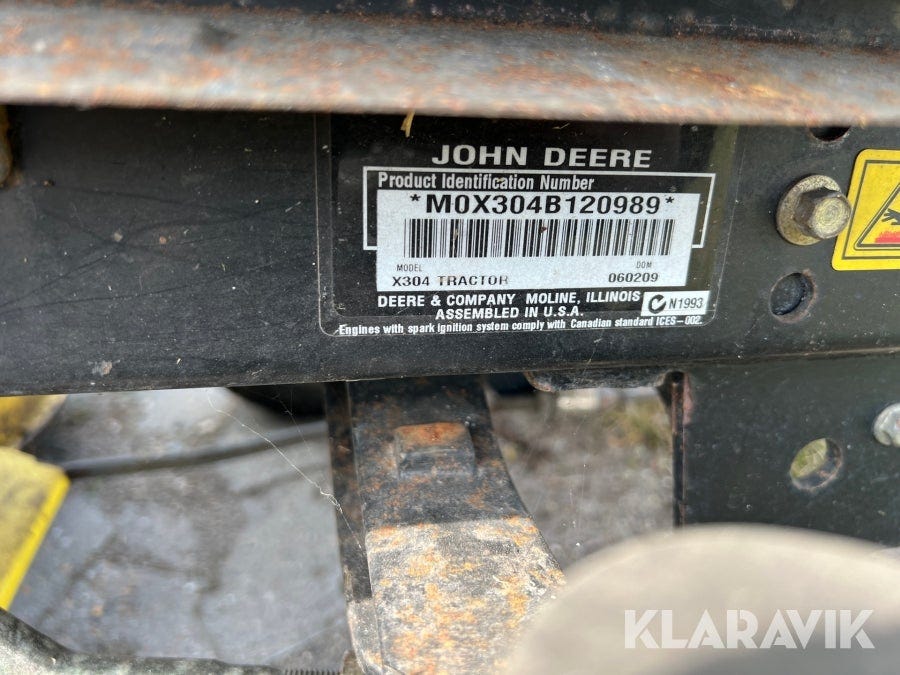 JOHN DEERE
Product Identification Number
*M0X304B120989*
MODEL DOM
X304 TRACTOR 060209
DEERE & COMPANY MOLINE, ILLINOIS
ASSEMBLED IN U.S.A.
N1993
Engines with spark ignition system comply with Canadian standard ICES-002.
KLARAVIK